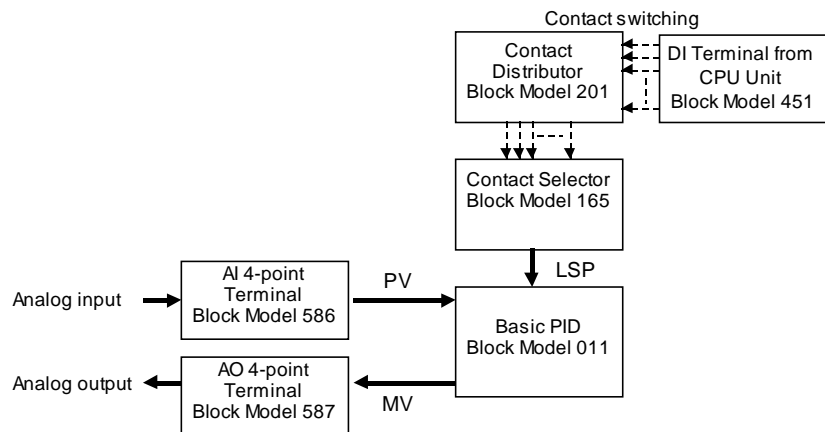 Contact switching
Contact
Distributor
Block Model 201
DI Terminal from
CPU Unit
Block Model 451
Contact Selector
Block Model 165
LSP
Analog input
AI 4-point
Terminal
Block Model 586
PV
Basic PID
Block Model 011
Analog output
AO 4-point
Terminal
Block Model 587
MV